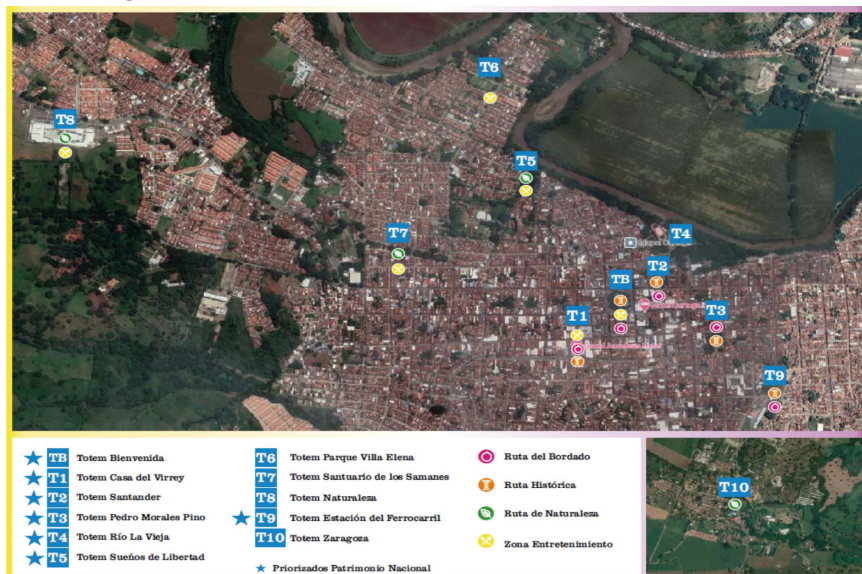 T6
T8
T5
T4
T7
T2
TB
T3
T1
T9
TB Totem Bienvenida
T1 Totem Casa del Virrey
T2 Totem Santander
T3 Totem Pedro Morales Pino
T4 Totem Río La Vieja
T5 Totem Sueños de Libertad
T6 Totem Parque Villa Elena
T7 Totem Santuario de los Samanes
T8 Totem Naturaleza
T9 Totem Estación del Ferrocarril
T10 Totem Zaragoza
Priorizados Patrimonio Nacional
Ruta del Bordado
Ruta Histórica
Ruta de Naturaleza
Zona Entretenimiento
T10